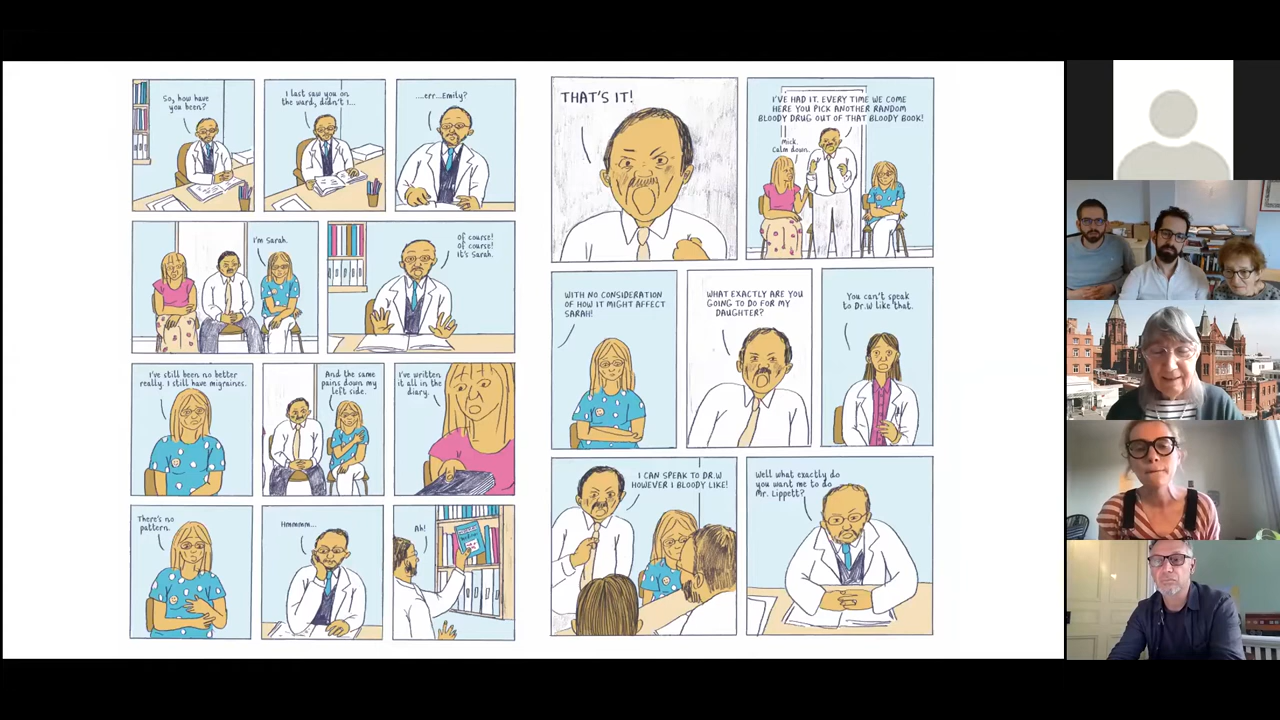 So, how have
you been?
I last saw you on
the ward, didn't I...
....err...Emily?
I'm Sarah.
Of course!
Of course!
It's Sarah.
I've still been no better
really. I still have migraines.
And the same
pains down my
left side.
I've written
it all in the
diary.
There's no
pattern.
Hmmmm...
Ah!
THAT'S IT!
I'VE HAD IT. EVERY TIME WE COME
HERE YOU PICK ANOTHER RANDOM
BLOODY DRUG OUT OF THAT BLOODY BOOK!
Mick.
Calm down.
WITH NO CONSIDERATION
OF HOW IT MIGHT AFFECT
SARAH!
WHAT EXACTLY ARE YOU
GOING TO DO FOR MY
DAUGHTER?
You can't speak
to Dr.W like that.
I CAN SPEAK TO DR.W
HOWEVER I BLOODY LIKE!
Well what exactly do
you want me to do
Mr. Lippett?